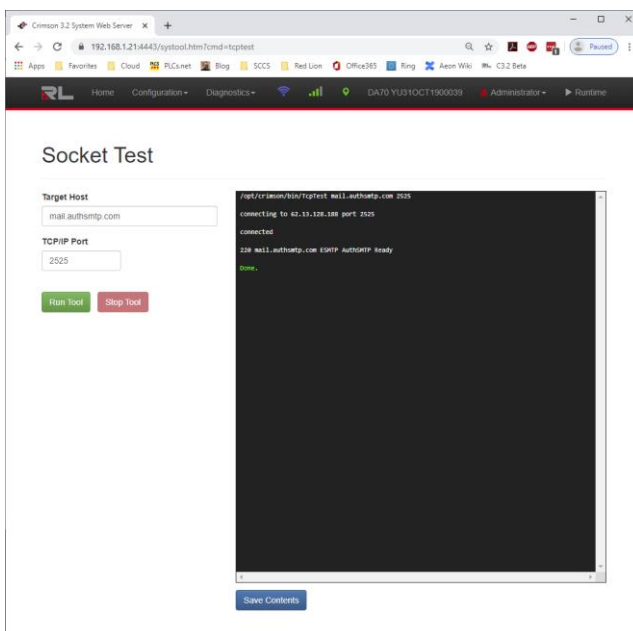 Crimson 3.2 System Web Server
192.168.1.21:4443/systool.htm?cmd=tcptest
Paused
Apps Favorites Cloud PLCs.net Blog SCCS Red Lion Office365 Ring Aeon Wiki C3.2 Beta
RL Home Configuration Diagnostics DA70 YU31OCT1900039 Administrator Runtime
Socket Test
Target Host
mail.authsmtp.com
TCP/IP Port
2525
Run Tool Stop Tool
/opt/crimson/bin/TcpTest mail.authsmtp.com 2525
connecting to 62.13.128.188 port 2525
connected
220 mail.authsmtp.com ESMTP AuthSMTP Ready
Done.
Save Contents